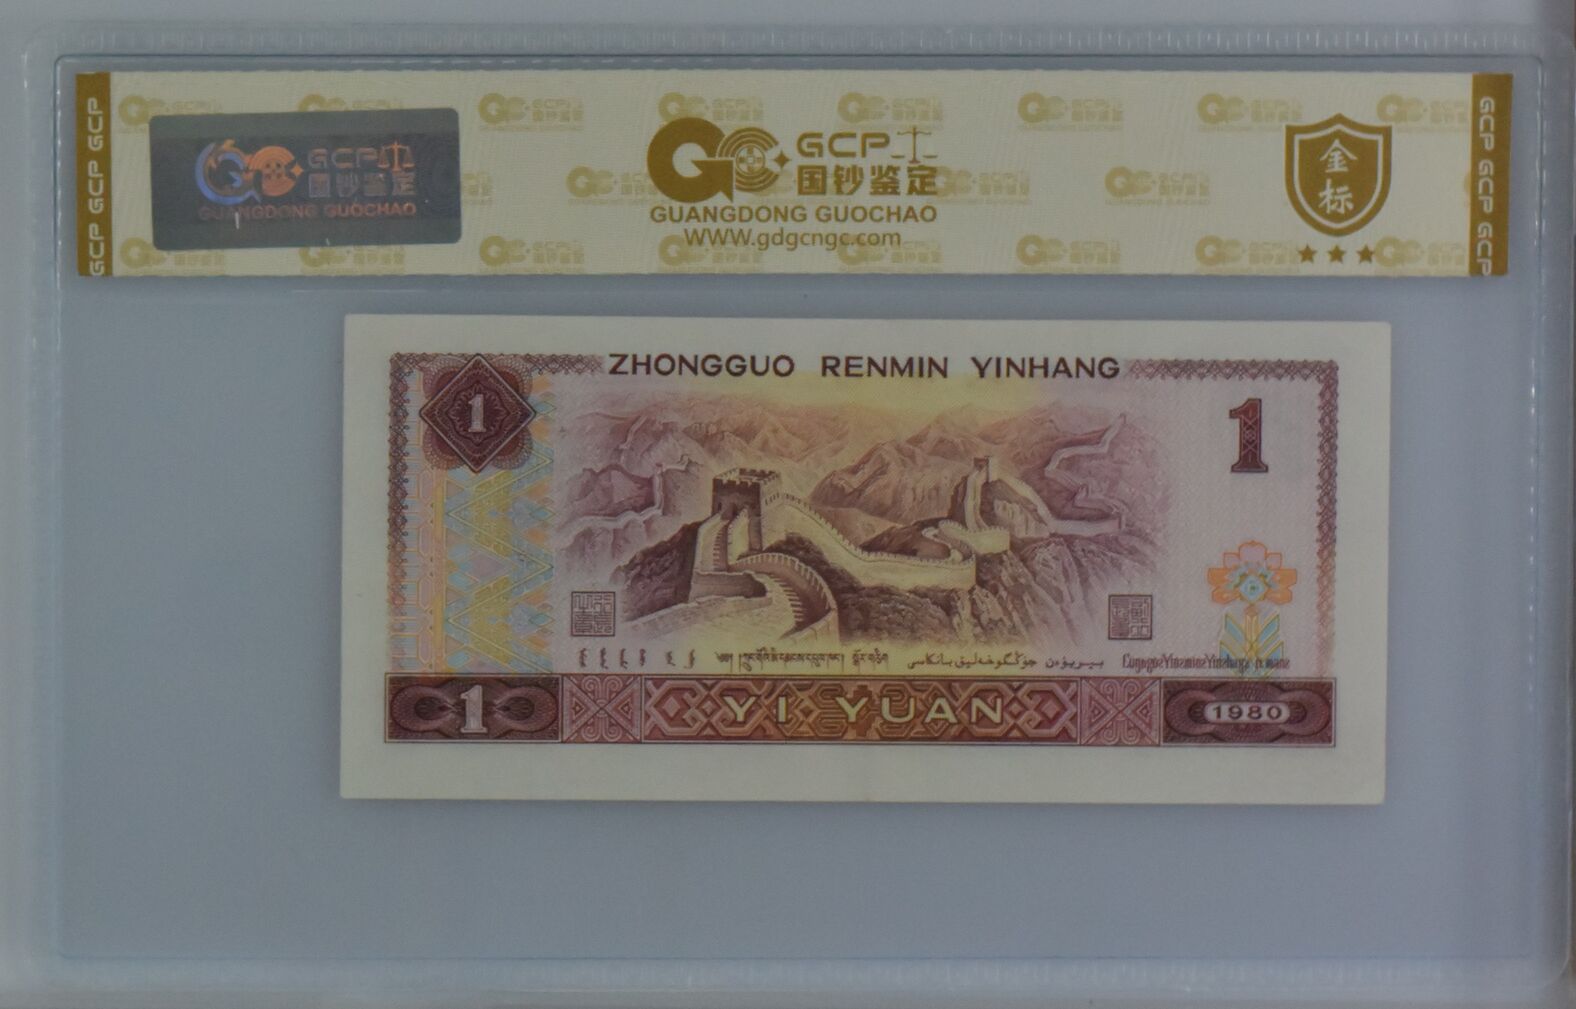 GCP GCP GCP
GCP
国钞鉴定
GUANGDONG GUOCHAO
GCP
国钞鉴定
GUANGDONG GUOCHAO
WWW.gdgcngc.com
金标
GCP GCP GCP
ZHONGGUO RENMIN YINHANG
1
1
1
YI YUAN
1980